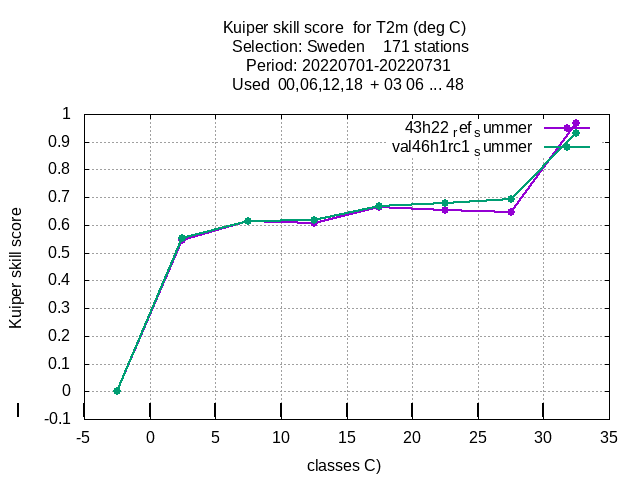 Kuiper skill score for T2m (deg C)
Selection: Sweden 171 stations
Period: 20220701-20220731
Used 00,06,12,18 + 03 06 ... 48
43h22 ref summer
val46h1rc1 summer
1
0.9
0.8
0.7
0.6
0.5
0.4
0.3
0.2
0.1
0
-0.1
Kuiper skill score
-5 0 5 10 15 20 25 30 35
classes C)